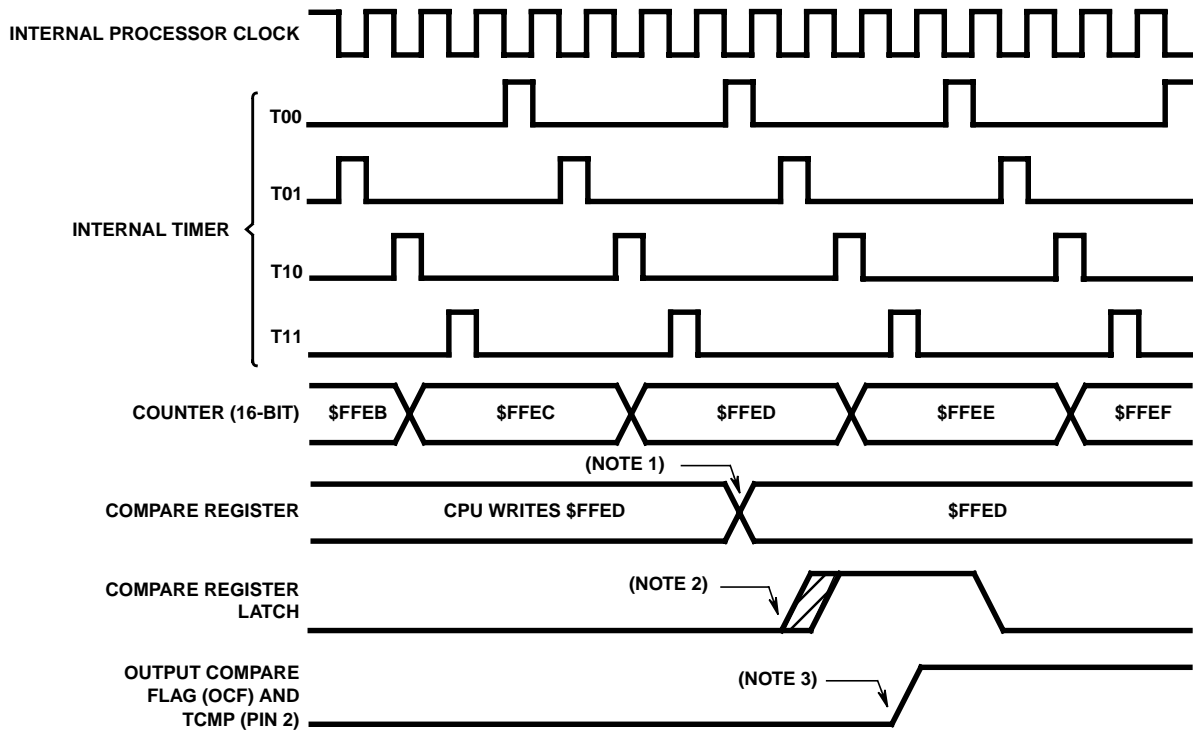 INTERNAL PROCESSOR CLOCK
T00
T01
INTERNAL TIMER
T10
T11
COUNTER (16-BIT)
$FFEB
$FFEC
$FFED
$FFEE
$FFEF
(NOTE 1)
COMPARE REGISTER
CPU WRITES $FFED
$FFED
COMPARE REGISTER
LATCH
(NOTE 2)
OUTPUT COMPARE
FLAG (OCF) AND
TCMP (PIN 2)
(NOTE 3)